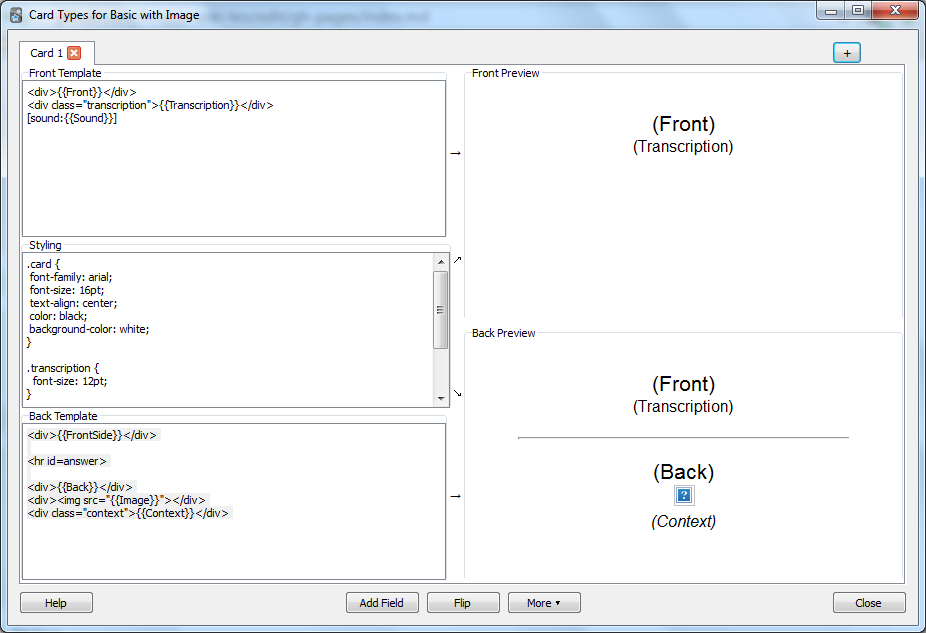 Card Types for Basic with Image
Card 1
+
Front Template
<div>{{Front}}</div>
<div class="transcription">{{Transcription}}</div>
[sound:{{Sound}}]
Styling
.card {
font-family: arial;
font-size: 16pt;
text-align: center;
color: black;
background-color: white;
}
.transcription {
font-size: 12pt;
}
Back Template
<div>{{FrontSide}}</div>
<hr id=answer>
<div>{{Back}}</div>
<div><img src="{{Image}}"></div>
<div class="context">{{Context}}</div>
→
↗
↘
→
Front Preview
(Front)
(Transcription)
Back Preview
(Front)
(Transcription)
(Back)
?
(Context)
Help
Add Field
Flip
More ▾
Close